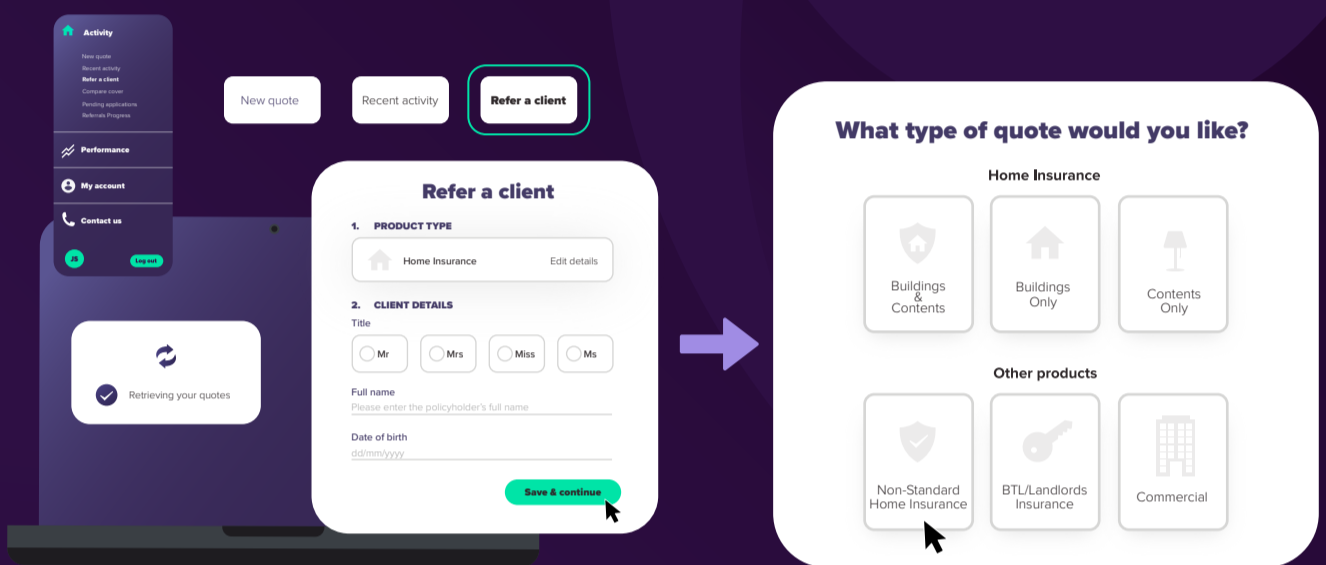 Activity
New quote
Recent activity
Refer a client
Compare cover
Pending applications
Referrals Progress
Performance
My account
Contact us
JS
Log out
New quote
Recent activity
Refer a client
Retrieving your quotes
Refer a client
1. PRODUCT TYPE
Home Insurance
Edit details
2. CLIENT DETAILS
Title
Mr
Mrs
Miss
Ms
Full name
Please enter the policyholder's full name
Date of birth
dd/mm/yyyy
Save & continue
What type of quote would you like?
Home Insurance
Buildings
&
Contents
Buildings
Only
Contents
Only
Other products
Non-Standard
Home Insurance
BTL/Landlords
Insurance
Commercial